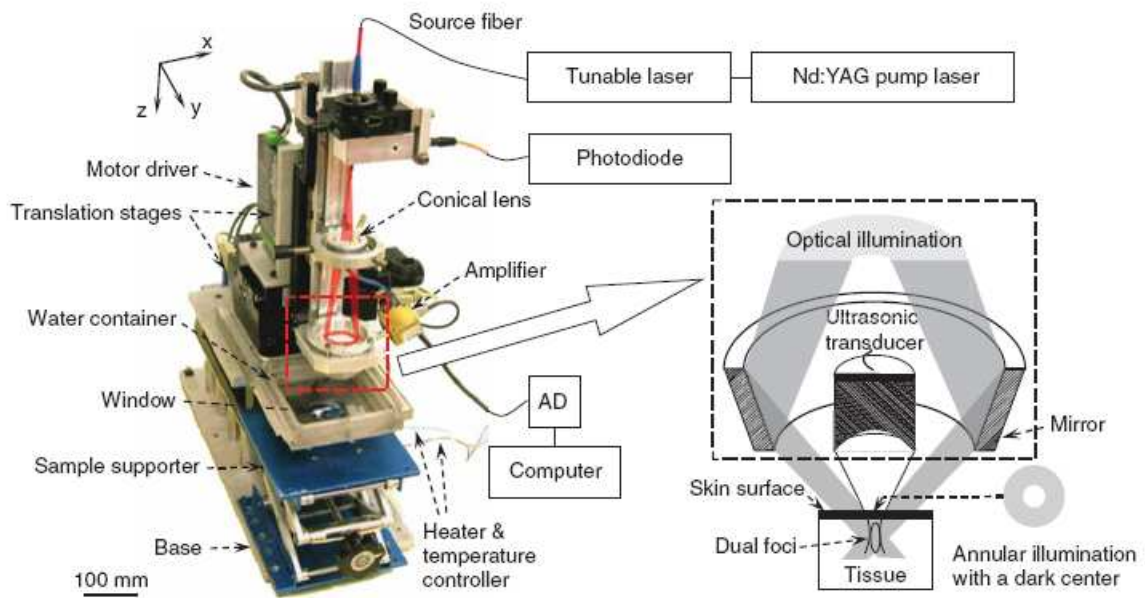 Source fiber
x
z
y
Tunable laser
Nd:YAG pump laser
Photodiode
Motor driver
Translation stages
Conical lens
Amplifier
Water container
Window
AD
Computer
Sample supporter
Base
Heater &
temperature
controller
100 mm
Optical illumination
Ultrasonic
transducer
Mirror
Skin surface
Dual foci
Tissue
Annular illumination
with a dark center